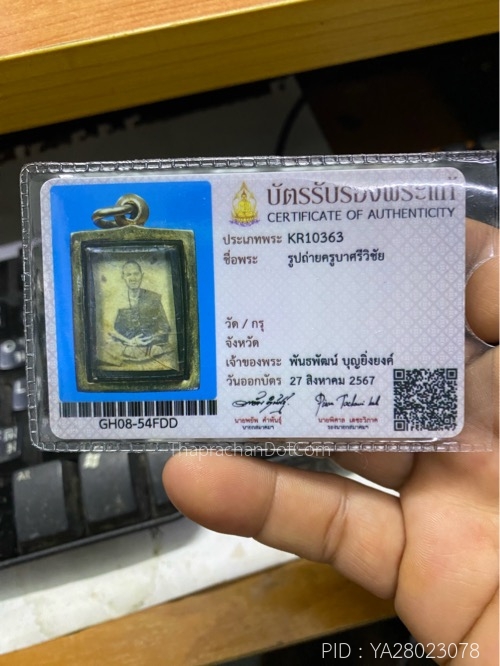 บัตรรับรองพระแท้
CERTIFICATE OF AUTHENTICITY
ประเภทพระ KR10363
ชื่อพระ รูปถ่ายครูบาศรีวิชัย
วัด / กรุ
จังหวัด
เจ้าของพระ พันธพัฒน์ บุญยิ่งยงค์
วันออกบัตร 27 สิงหาคม 2567
GH08-54FDD
ThaprachanDotCom
PID : YA28023078